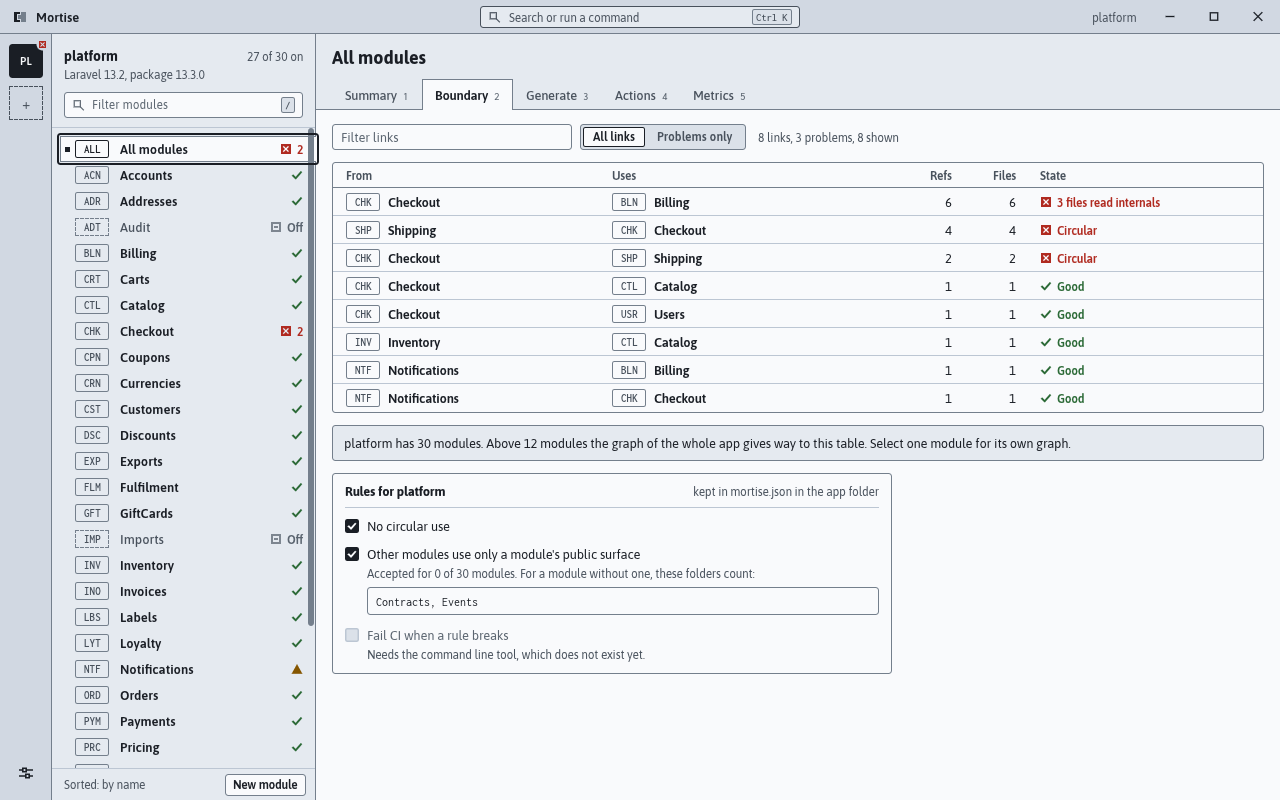 Mortise
Search or run a command
Ctrl K
platform
PL
+
platform
27 of 30 on
Laravel 13.2, package 13.3.0
Filter modules
/
ALL All modules 2
ACN Accounts
ADR Addresses
ADT Audit Off
BLN Billing
CRT Carts
CTL Catalog
CHK Checkout 2
CPN Coupons
CRN Currencies
CST Customers
DSC Discounts
EXP Exports
FLM Fulfilment
GFT GiftCards
IMP Imports Off
INV Inventory
INO Invoices
LBS Labels
LYT Loyalty
NTF Notifications
ORD Orders
PYM Payments
PRC Pricing
Sorted: by name
New module
All modules
Summary 1
Boundary 2
Generate 3
Actions 4
Metrics 5
Filter links
All links
Problems only
8 links, 3 problems, 8 shown
From Uses Refs Files State
CHK Checkout BLN Billing 6 6 3 files read internals
SHP Shipping CHK Checkout 4 4 Circular
CHK Checkout SHP Shipping 2 2 Circular
CHK Checkout CTL Catalog 1 1 Good
CHK Checkout USR Users 1 1 Good
INV Inventory CTL Catalog 1 1 Good
NTF Notifications BLN Billing 1 1 Good
NTF Notifications CHK Checkout 1 1 Good
platform has 30 modules. Above 12 modules the graph of the whole app gives way to this table. Select one module for its own graph.
Rules for platform
kept in mortise.json in the app folder
No circular use
Other modules use only a module's public surface
Accepted for 0 of 30 modules. For a module without one, these folders count:
Contracts, Events
Fail CI when a rule breaks
Needs the command line tool, which does not exist yet.